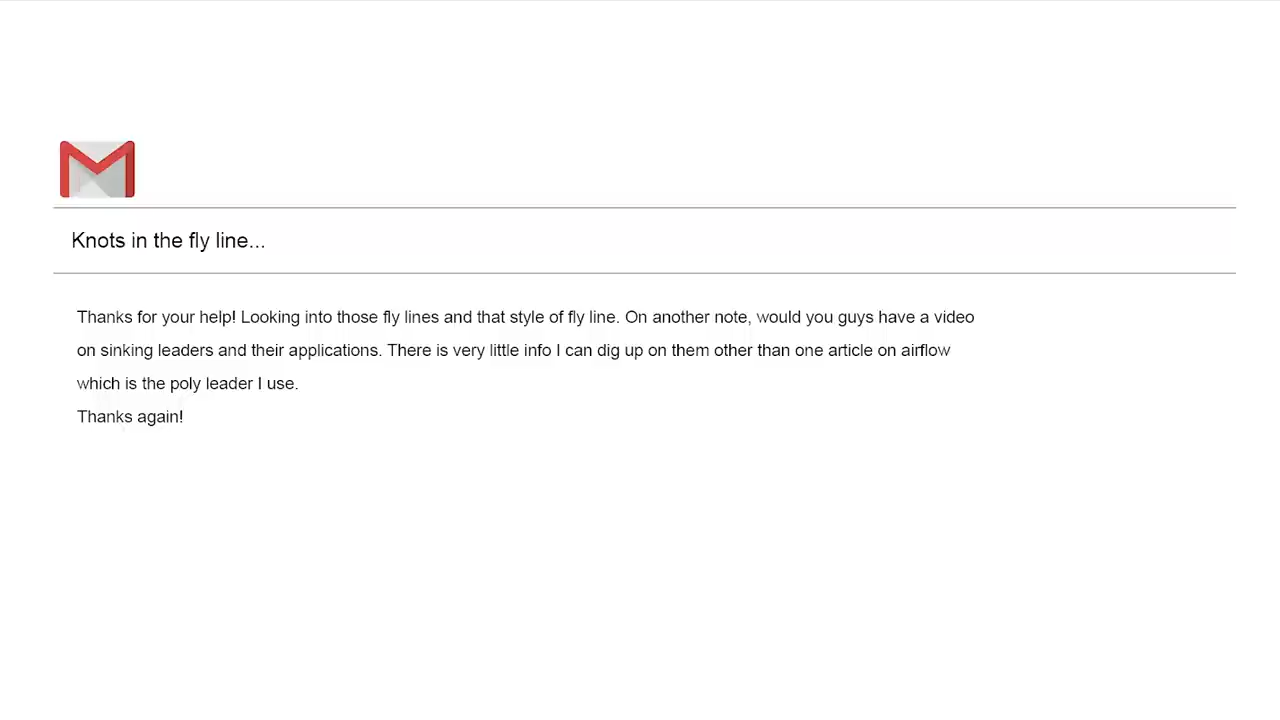 Knots in the fly line...
Thanks for your help! Looking into those fly lines and that style of fly line. On another note, would you guys have a video
on sinking leaders and their applications. There is very little info I can dig up on them other than one article on airflow
which is the poly leader I use.
Thanks again!